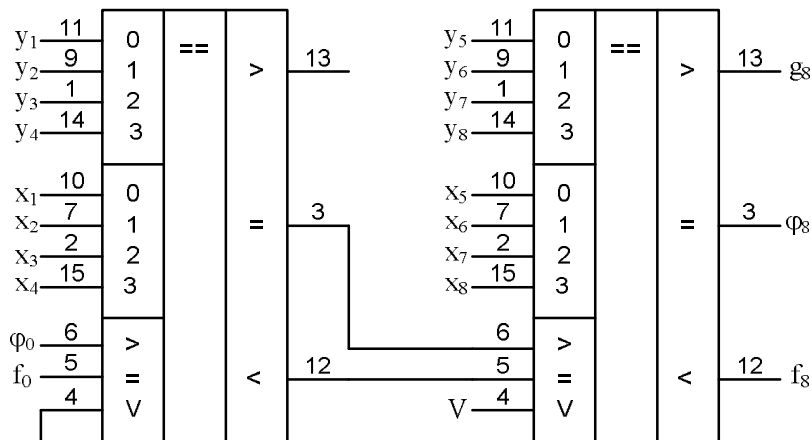 y₁ 11 0 == > 13 y₅ 11 0 == > 13 g₈
y₂ 9 1 y₆ 9 1
y₃ 1 2 y₇ 1 2
y₄ 14 3 y₈ 14 3
x₁ 10 0 x₅ 10 0
x₂ 7 1 = 3 x₆ 7 1 = 3 φ₈
x₃ 2 2 x₇ 2 2
x₄ 15 3 x₈ 15 3
φ₀ 6 > 6 >
f₀ 5 = < 12 5 = < 12 f₈
4 V V 4 V